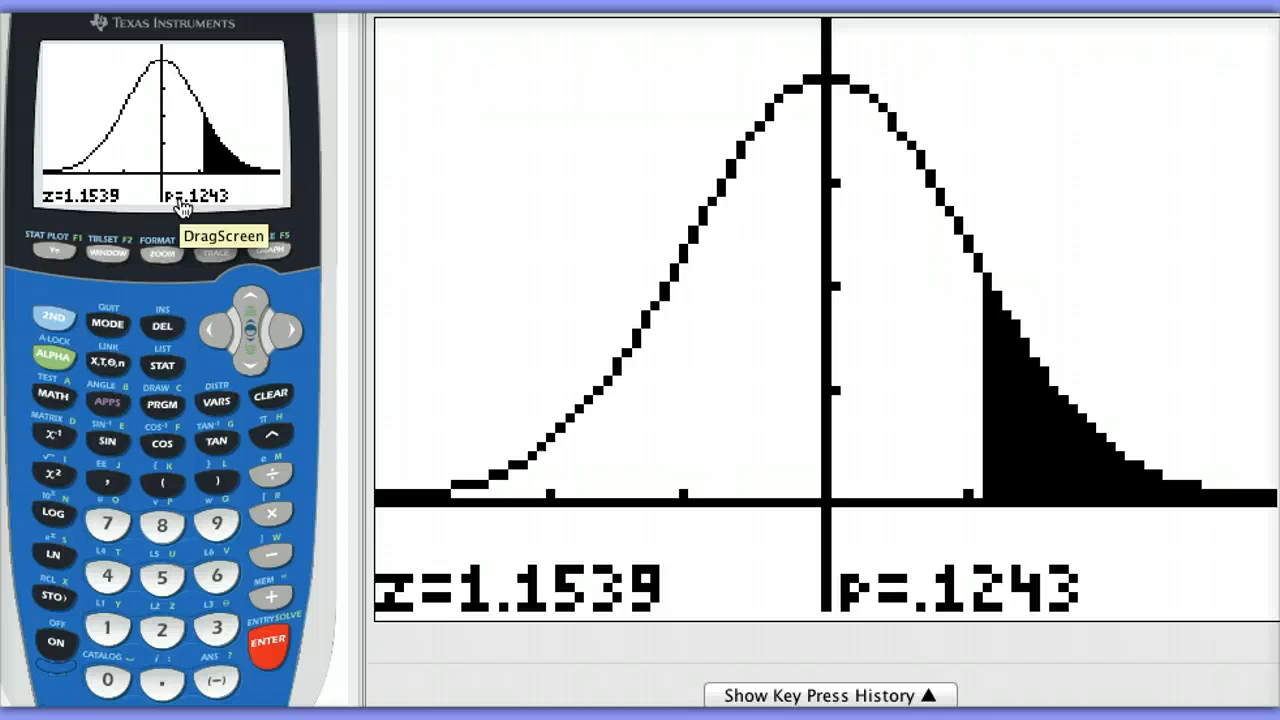 TEXAS INSTRUMENTS
z=1.1539 p=.1243
DragScreen
STAT PLOT F1 TBLSET F2 FORMAT E F5
Y= WINDOW ZOOM TRACE GRAPH
QUIT INS
2ND MODE DEL
A-LOCK LINK LIST
ALPHA X,T,Θ,n STAT
TEST A ANGLE B DRAW C DISTR
MATH APPS PRGM VARS CLEAR
MATRIX D SIN⁻¹ E COS⁻¹ F TAN⁻¹ G π H
x⁻¹ SIN COS TAN ^
√ I EE J { K } L e M
x² , ( ) ÷
10ˣ N u O v P w Q [ R
LOG 7 8 9 ×
eˣ S L4 T L5 U L6 V ] W
LN 4 5 6 −
RCL X L1 Y L2 Z L3 θ MEM "
STO› 1 2 3 +
OFF CATALOG ⎵ i : ANS ? ENTRY SOLVE
ON 0 . (−) ENTER
z=1.1539 p=.1243
Show Key Press History ▲